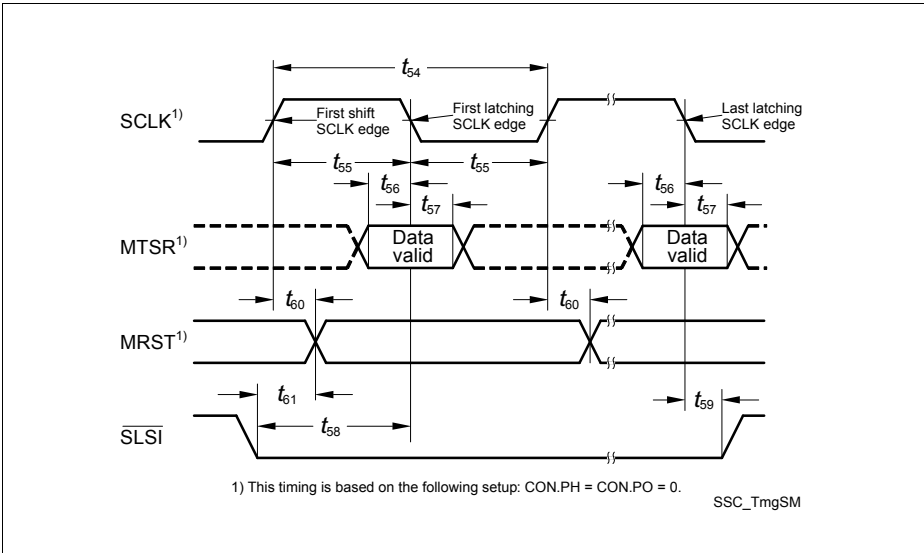 t54
SCLK1)
First shift
SCLK edge
First latching
SCLK edge
Last latching
SCLK edge
t55
t55
t56
t56
t57
t57
MTSR1)
Data
valid
Data
valid
t60
t60
MRST1)
t61
t59
SLSI
t58
1) This timing is based on the following setup: CON.PH = CON.PO = 0.
SSC_TmgSM